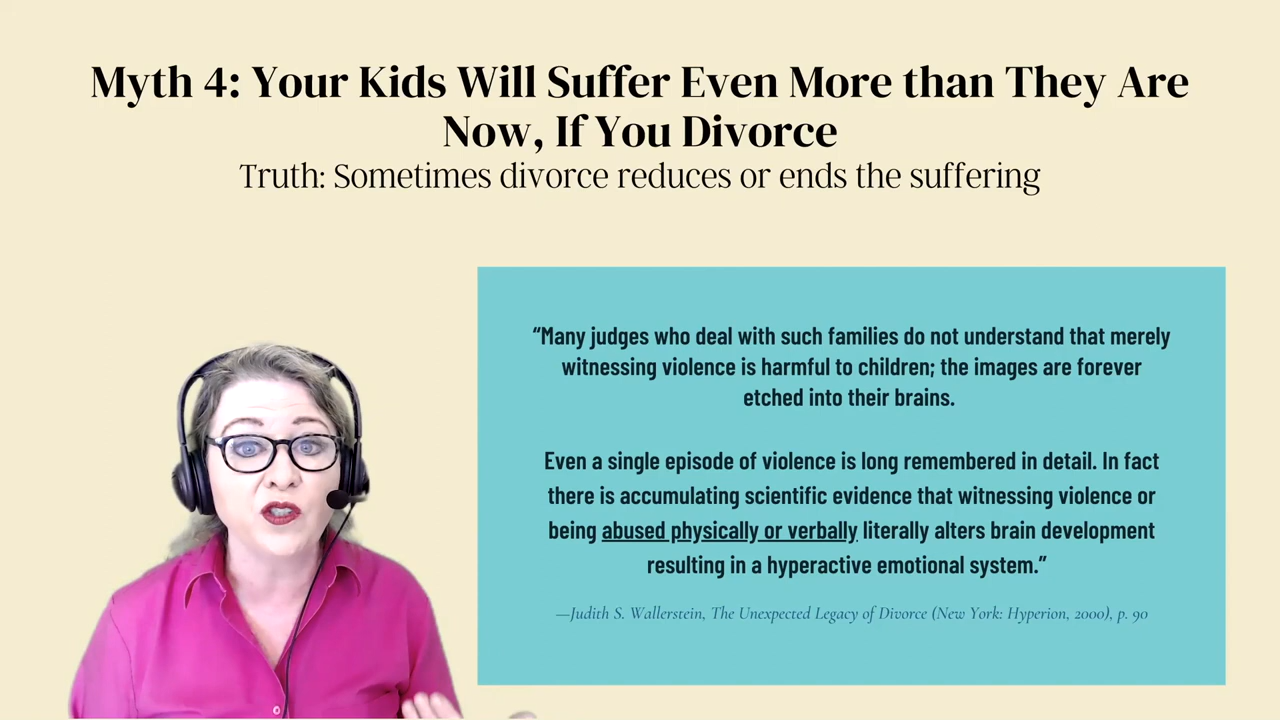 Myth 4: Your Kids Will Suffer Even More than They Are
Now, If You Divorce
Truth: Sometimes divorce reduces or ends the suffering
“Many judges who deal with such families do not understand that merely
witnessing violence is harmful to children; the images are forever
etched into their brains.
Even a single episode of violence is long remembered in detail. In fact
there is accumulating scientific evidence that witnessing violence or
being abused physically or verbally literally alters brain development
resulting in a hyperactive emotional system.”
—Judith S. Wallerstein, The Unexpected Legacy of Divorce (New York: Hyperion, 2000), p. 90